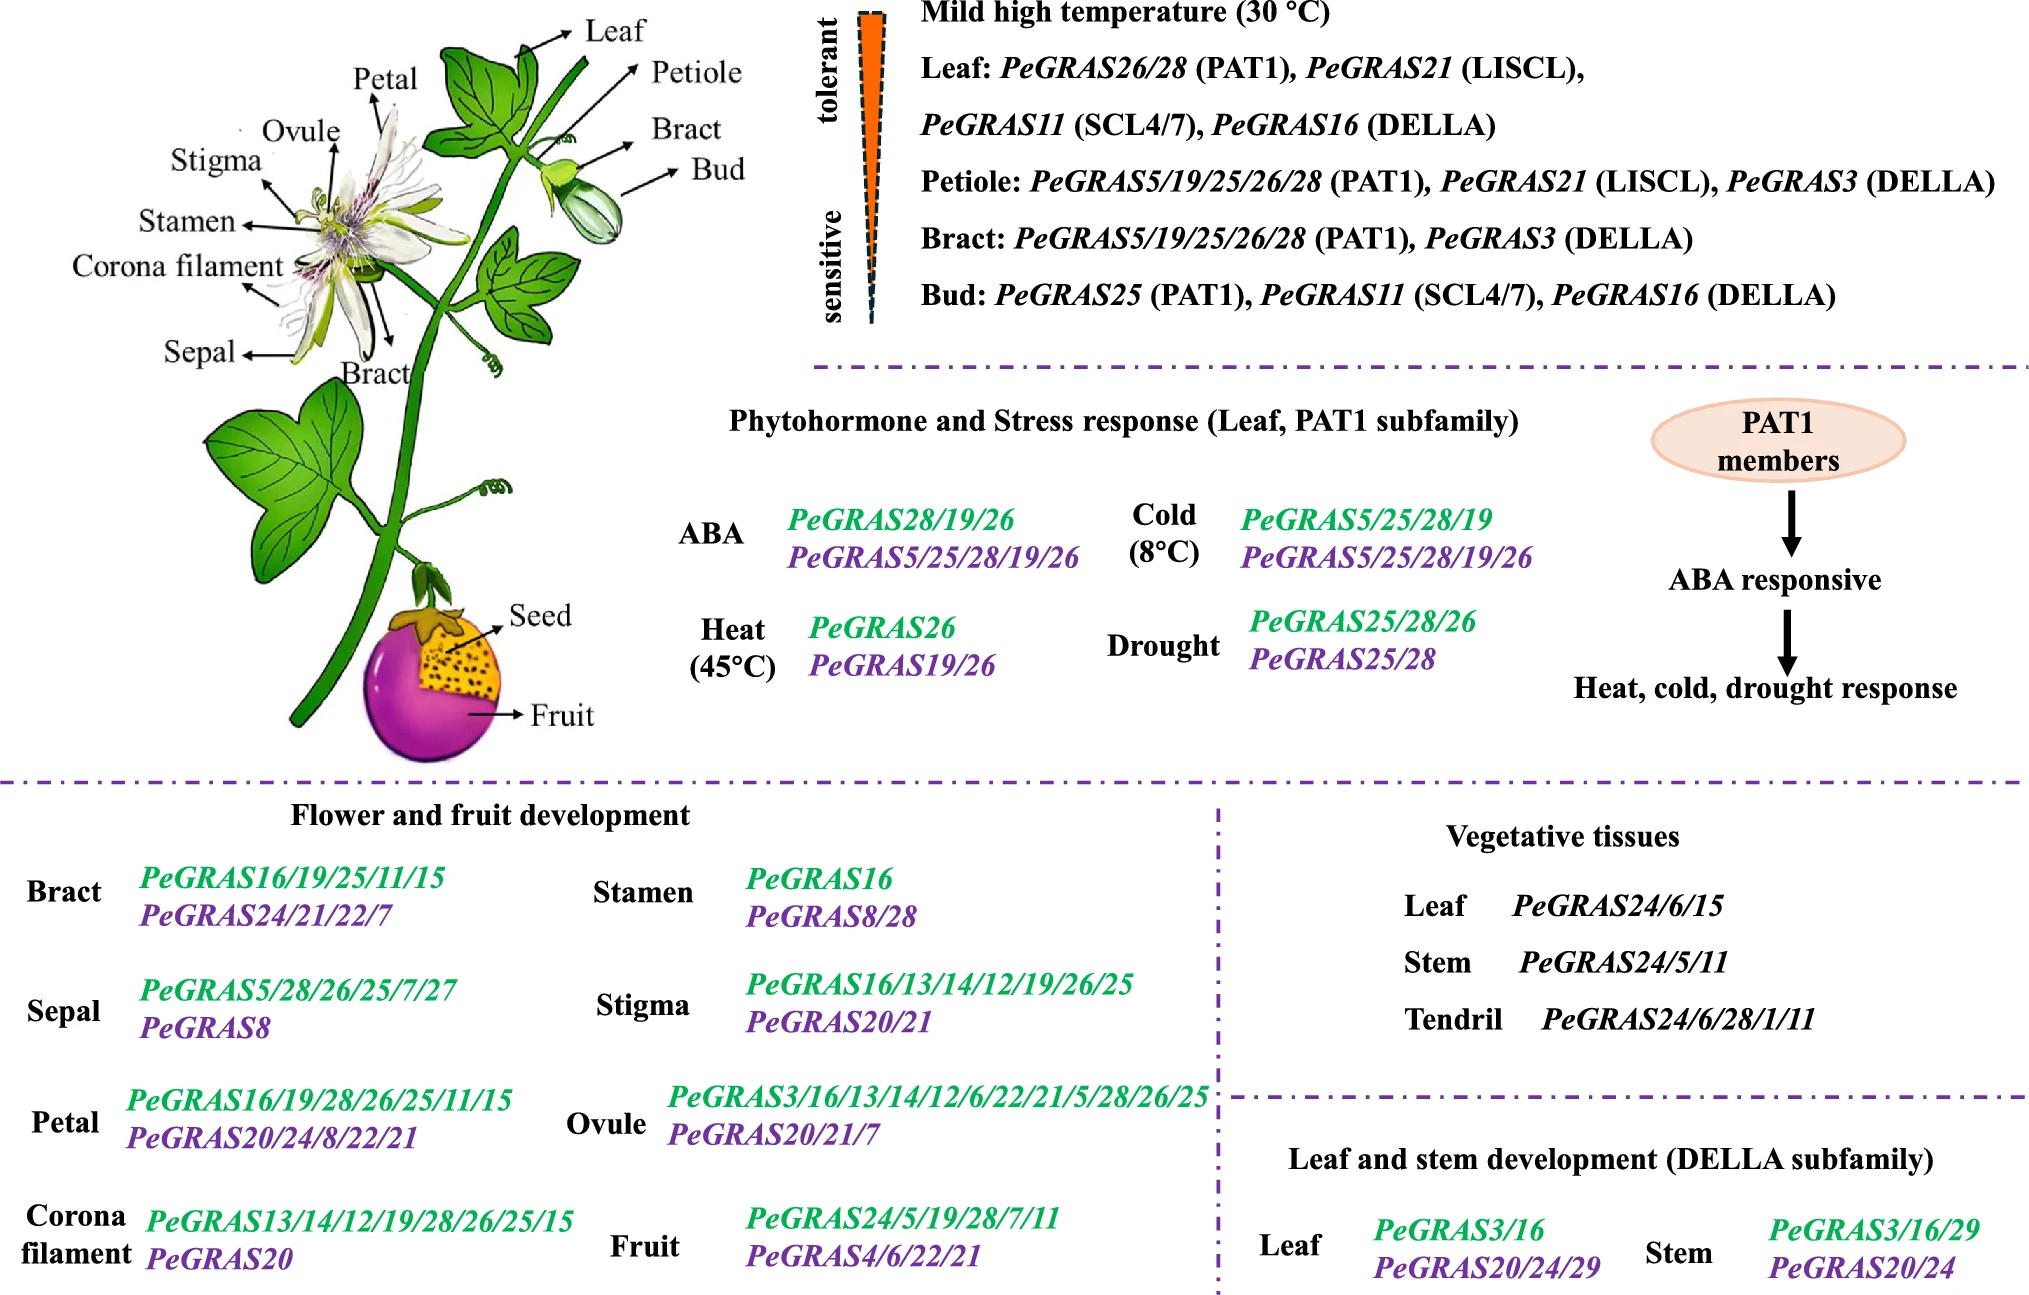 Leaf
Petiole
Petal
Bract
Ovule
Stigma
Bud
Stamen
Corona filament
Sepal
Bract
Seed
Fruit
tolerant
sensitive
Mild high temperature (30 °C)
Leaf: PeGRAS26/28 (PAT1), PeGRAS21 (LISCL),
PeGRAS11 (SCL4/7), PeGRAS16 (DELLA)
Petiole: PeGRAS5/19/25/26/28 (PAT1), PeGRAS21 (LISCL), PeGRAS3 (DELLA)
Bract: PeGRAS5/19/25/26/28 (PAT1), PeGRAS3 (DELLA)
Bud: PeGRAS25 (PAT1), PeGRAS11 (SCL4/7), PeGRAS16 (DELLA)
Phytohormone and Stress response (Leaf, PAT1 subfamily)
ABA
PeGRAS28/19/26
PeGRAS5/25/28/19/26
Cold
(8°C)
PeGRAS5/25/28/19
PeGRAS5/25/28/19/26
Heat
(45°C)
PeGRAS26
PeGRAS19/26
Drought
PeGRAS25/28/26
PeGRAS25/28
PAT1
members
ABA responsive
Heat, cold, drought response
Flower and fruit development
Bract
PeGRAS16/19/25/11/15
PeGRAS24/21/22/7
Stamen
PeGRAS16
PeGRAS8/28
Sepal
PeGRAS5/28/26/25/7/27
PeGRAS8
Stigma
PeGRAS16/13/14/12/19/26/25
PeGRAS20/21
Petal
PeGRAS16/19/28/26/25/11/15
PeGRAS20/24/8/22/21
Ovule
PeGRAS3/16/13/14/12/6/22/21/5/28/26/25
PeGRAS20/21/7
Corona
filament
PeGRAS13/14/12/19/28/26/25/15
PeGRAS20
Fruit
PeGRAS24/5/19/28/7/11
PeGRAS4/6/22/21
Vegetative tissues
Leaf PeGRAS24/6/15
Stem PeGRAS24/5/11
Tendril PeGRAS24/6/28/1/11
Leaf and stem development (DELLA subfamily)
Leaf
PeGRAS3/16
PeGRAS20/24/29
Stem
PeGRAS3/16/29
PeGRAS20/24